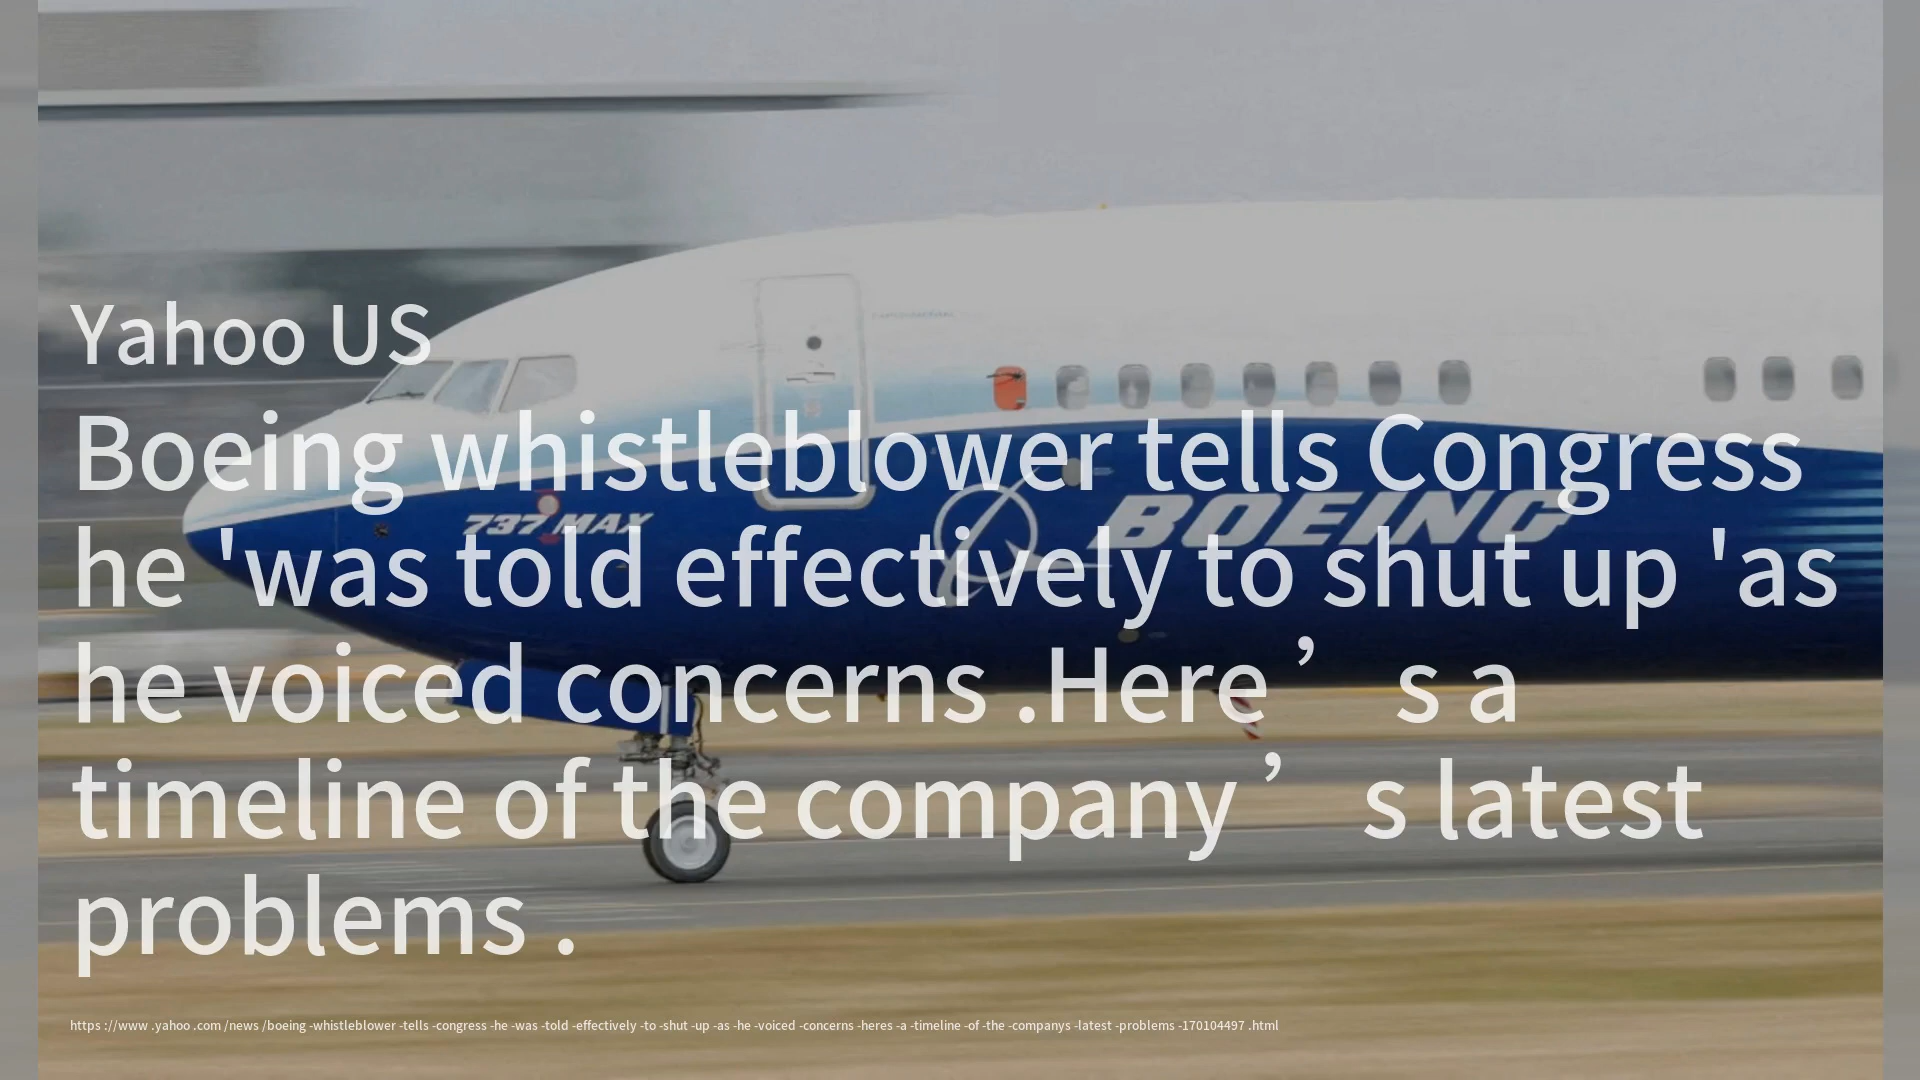 Yahoo US
Boeing whistleblower tells Congress
he 'was told effectively to shut up 'as
he voiced concerns .Here’s a
timeline of the company’s latest
problems .
737 MAX
BOEING
https ://www .yahoo .com /news /boeing -whistleblower -tells -congress -he -was -told -effectively -to -shut -up -as -he -voiced -concerns -heres -a -timeline -of -the -companys -latest -problems -170104497 .html